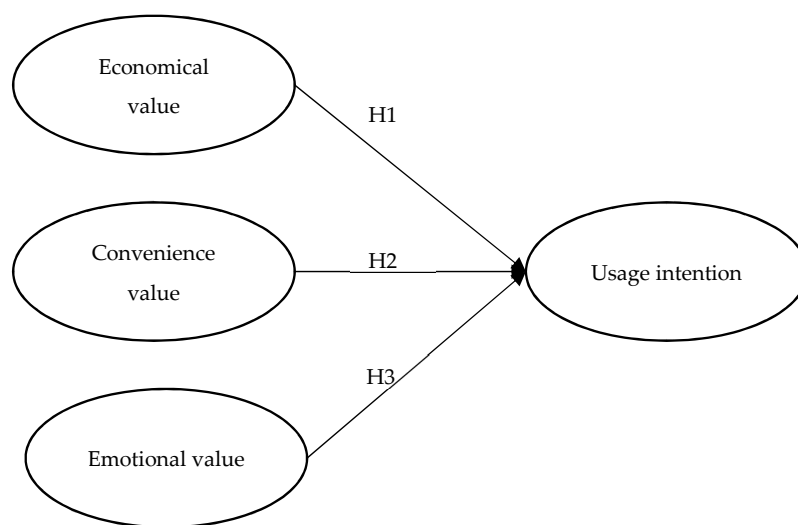 Economical
value
H1
Convenience
value
H2
Usage intention
H3
Emotional value